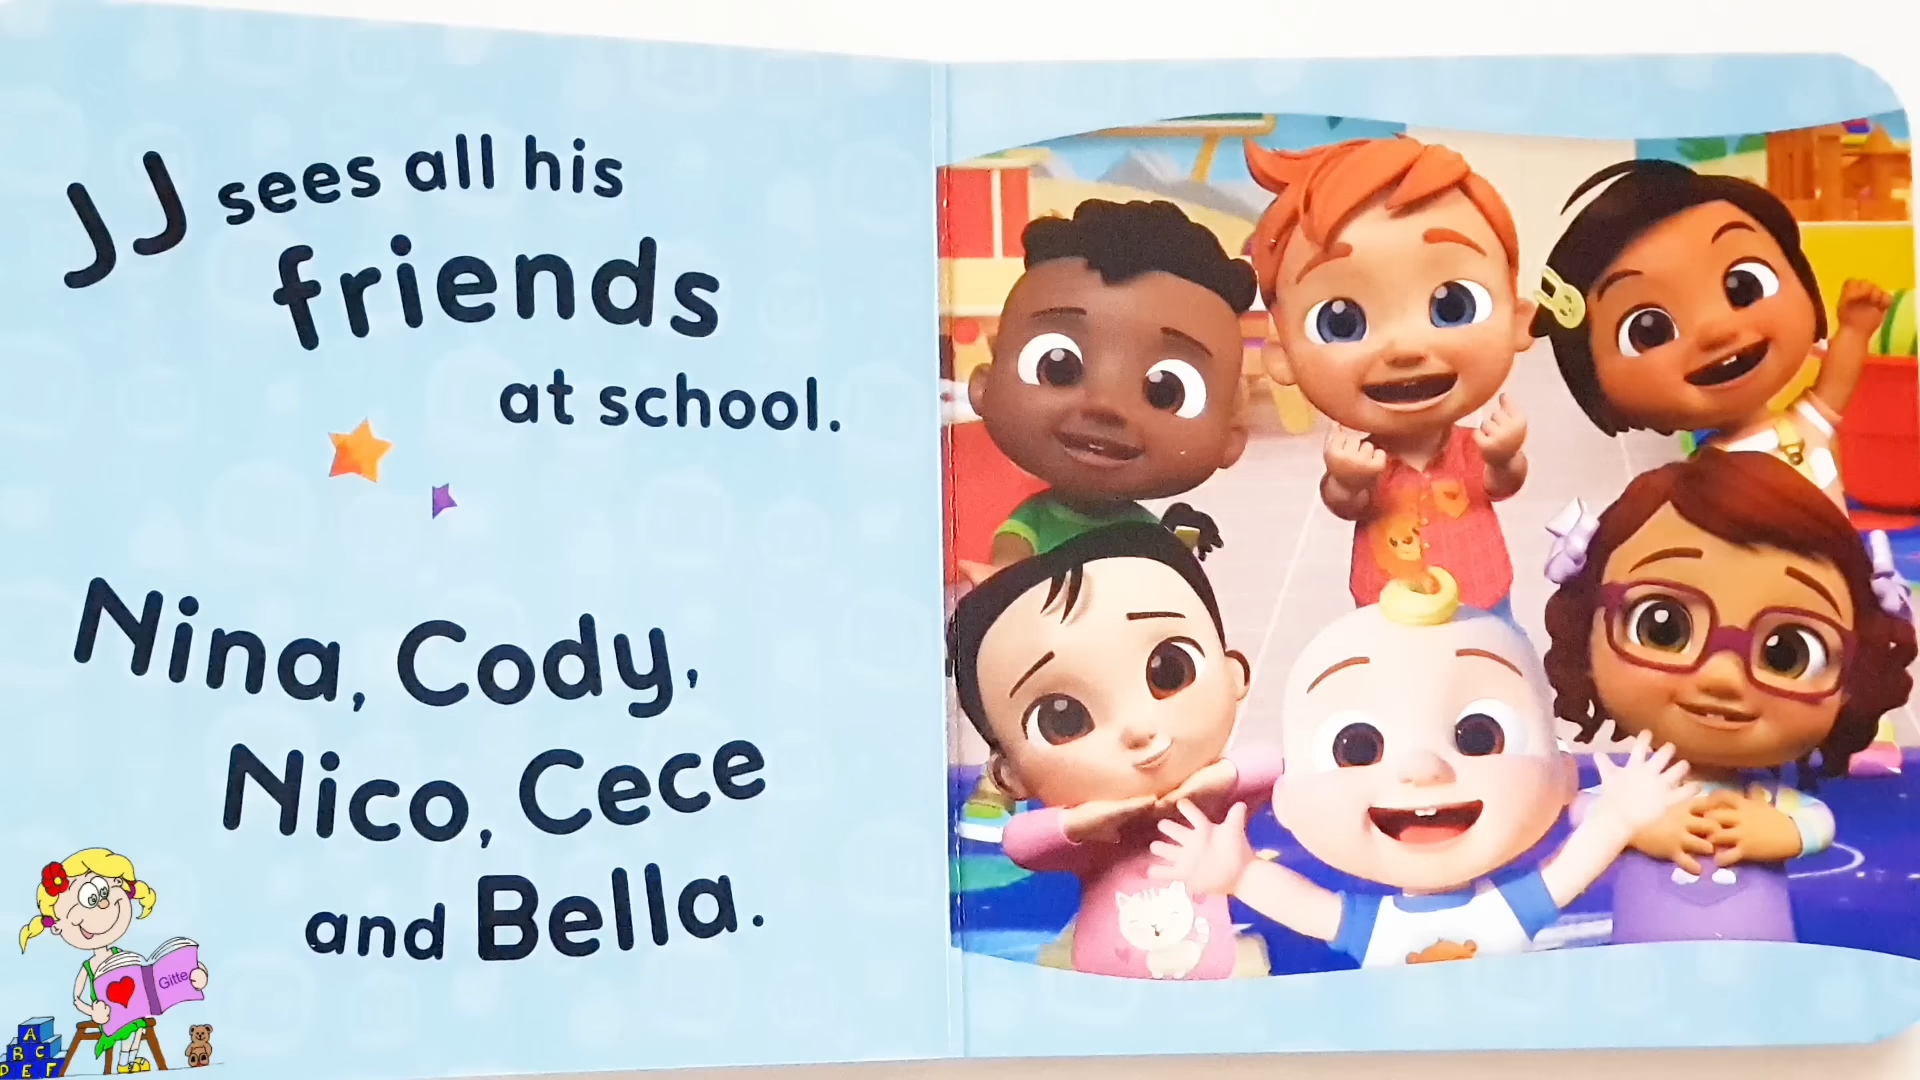 JJ sees all his
friends
at school.
Nina, Cody,
Nico, Cece
and Bella.
Gitte
A
B C
D E F